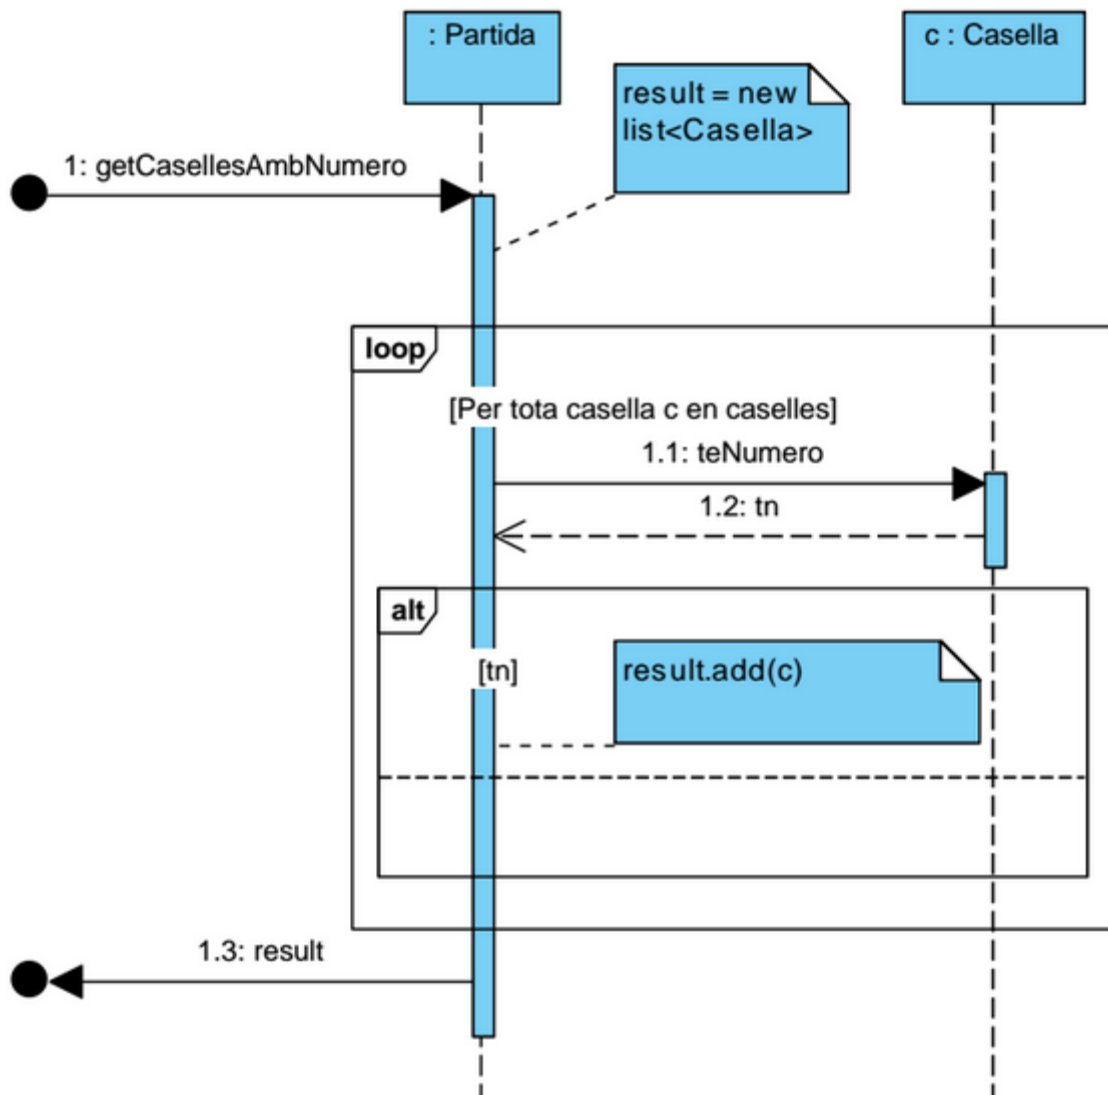 : Partida
c : Casella
result = new
list<Casella>
1: getCasellesAmbNumero
loop
[Per tota casella c en caselles]
1.1: teNumero
1.2: tn
alt
[tn]
result.add(c)
1.3: result